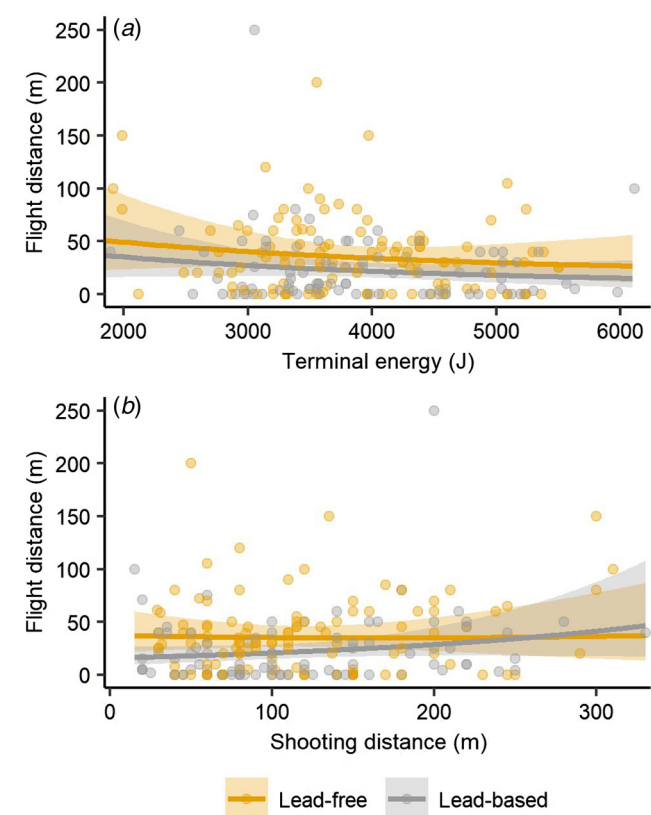 (a)
250
200
150
100
50
0
Flight distance (m)
2000 3000 4000 5000 6000
Terminal energy (J)
(b)
250
200
150
100
50
0
Flight distance (m)
0 100 200 300
Shooting distance (m)
Lead-free Lead-based